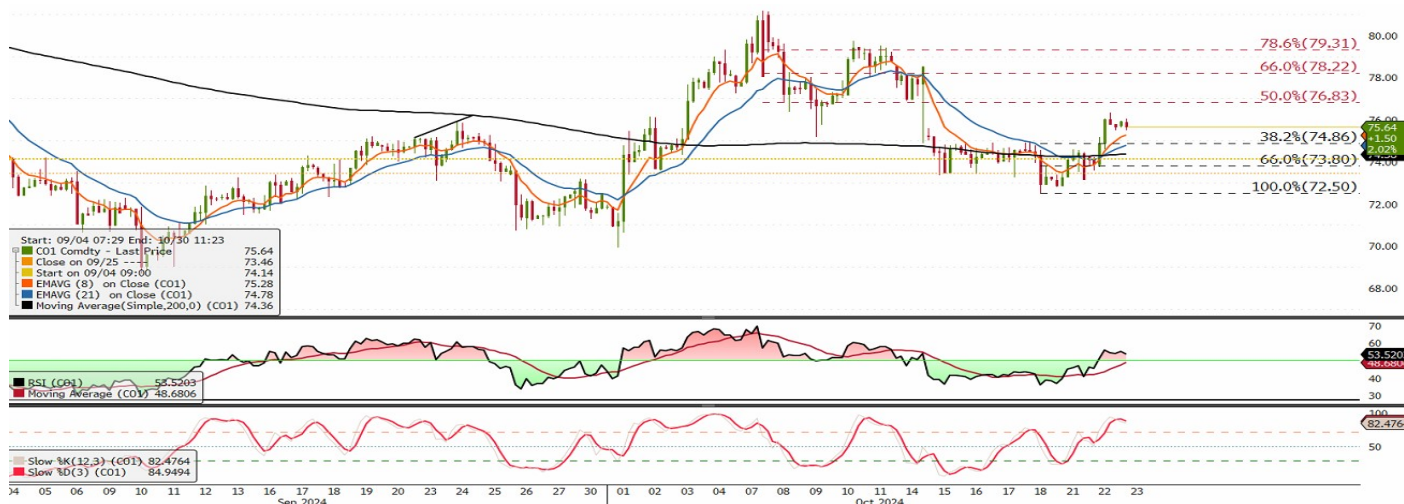 80.00
78.6%(79.31)
66.0%(78.22)
78.00
50.0%(76.83)
76.00
75.64
1.50
2.02%
38.2%(74.86)
74.00
66.0%(73.80)
100.0%(72.50)
72.00
70.00
68.00
Start: 09/04 07:29 End: 10/30 11:23
CO1 Comdty - Last Price 75.64
Close on 09/25 ---- 73.46
Start on 09/04 09:00 74.14
EMAVG (8) on Close (CO1) 75.28
EMAVG (21) on Close (CO1) 74.78
Moving Average(Simple,200,0) (CO1) 74.36
70
60
53.5203
48.6806
40
30
RSI (CO1) 53.5203
Moving Average (CO1) 48.6806
100
82.4764
50
Slow %K(12,3) (CO1) 82.4764
Slow %D(3) (CO1) 84.9494
04 05 06 09 10 11 12 13 16 17 18 19 20 23 24 25 26 27 30 01 02 03 04 07 08 09 10 11 14 15 16 17 18 21 22 23
Sep 2024 Oct 2024